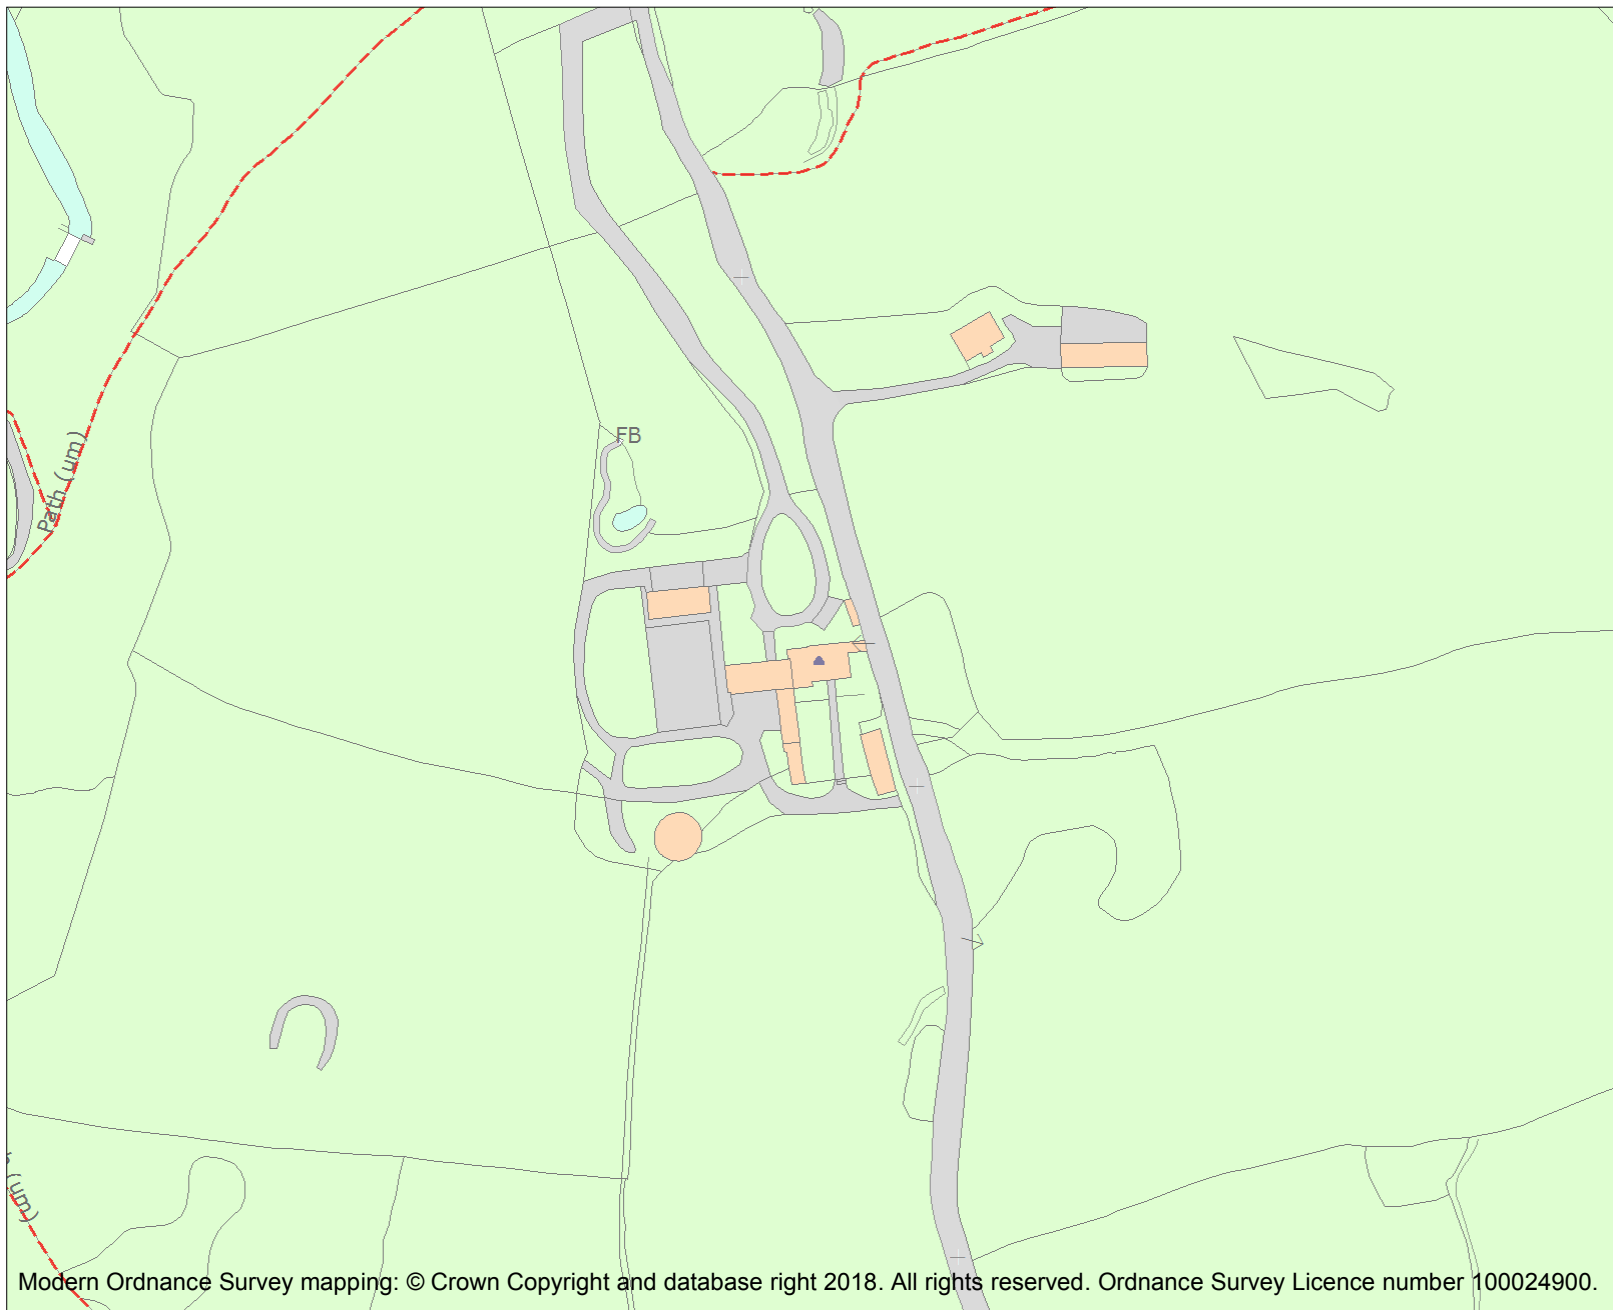 FB
Path (um)
(um)
Modern Ordnance Survey mapping: © Crown Copyright and database right 2018. All rights reserved. Ordnance Survey Licence number 100024900.